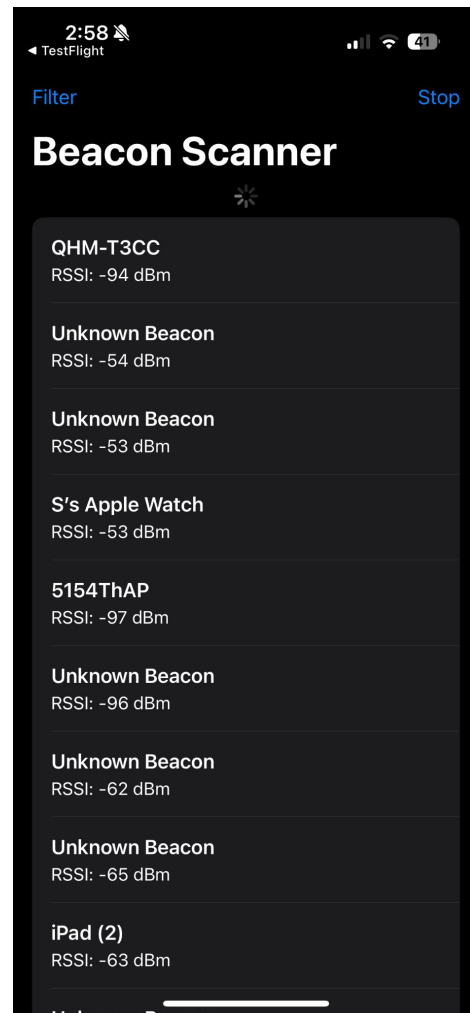 2:58
41
◀ TestFlight
Filter
Stop
Beacon Scanner
QHM-T3CC
RSSI: -94 dBm
Unknown Beacon
RSSI: -54 dBm
Unknown Beacon
RSSI: -53 dBm
S’s Apple Watch
RSSI: -53 dBm
5154ThAP
RSSI: -97 dBm
Unknown Beacon
RSSI: -96 dBm
Unknown Beacon
RSSI: -62 dBm
Unknown Beacon
RSSI: -65 dBm
iPad (2)
RSSI: -63 dBm